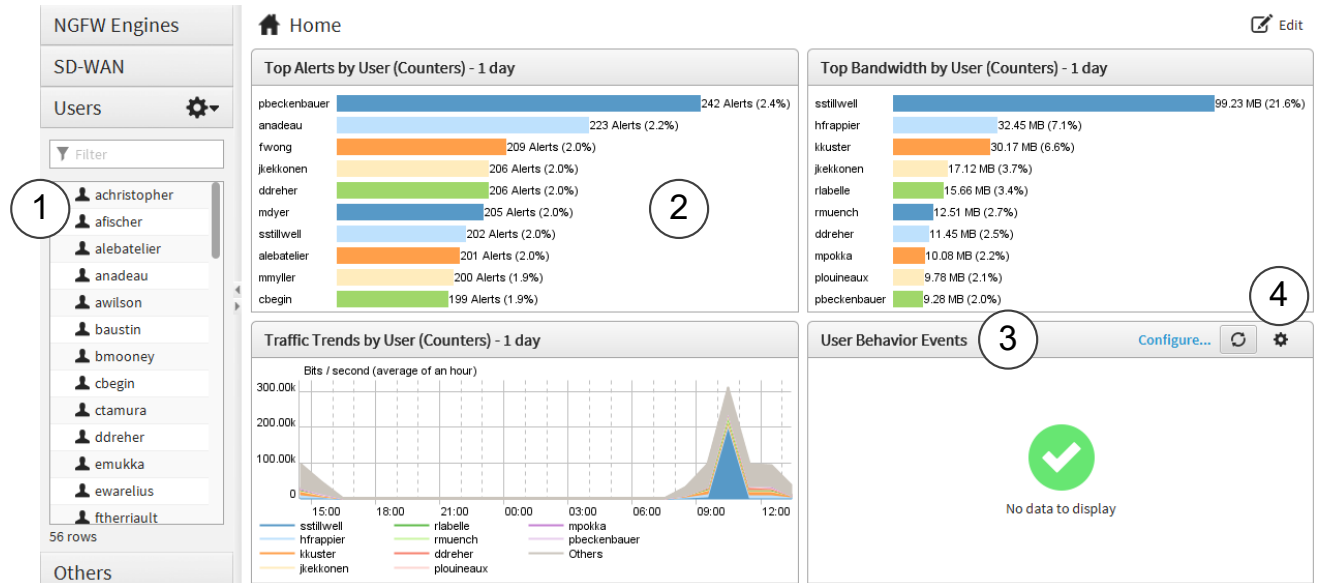 NGFW Engines
SD-WAN
Users
Filter
1
achristopher
afischer
alebatelier
anadeau
awilson
baustin
bmooney
cbegin
ctamura
ddreher
emukka
ewarelius
ftherriault
56 rows
Others
Home
Edit
Top Alerts by User (Counters) - 1 day
pbeckenbauer 242 Alerts (2.4%)
anadeau 223 Alerts (2.2%)
fwong 209 Alerts (2.0%)
jkekkonen 206 Alerts (2.0%)
ddreher 206 Alerts (2.0%)
mdyer 205 Alerts (2.0%)
sstillwell 202 Alerts (2.0%)
alebatelier 201 Alerts (2.0%)
mmyller 200 Alerts (1.9%)
cbegin 199 Alerts (1.9%)
2
Top Bandwidth by User (Counters) - 1 day
sstillwell 99.23 MB (21.6%)
hfrappier 32.45 MB (7.1%)
kkuster 30.17 MB (6.6%)
jkekkonen 17.12 MB (3.7%)
rlabelle 15.66 MB (3.4%)
rmuench 12.51 MB (2.7%)
ddreher 11.45 MB (2.5%)
mpokka 10.08 MB (2.2%)
plouineaux 9.78 MB (2.1%)
pbeckenbauer 9.28 MB (2.0%)
4
Traffic Trends by User (Counters) - 1 day
Bits / second (average of an hour)
300.00k
200.00k
100.00k
0
15:00 18:00 21:00 00:00 03:00 06:00 09:00 12:00
sstillwell rlabelle mpokka
hfrappier rmuench pbeckenbauer
kkuster ddreher Others
jkekkonen plouineaux
User Behavior Events
3
Configure...
No data to display